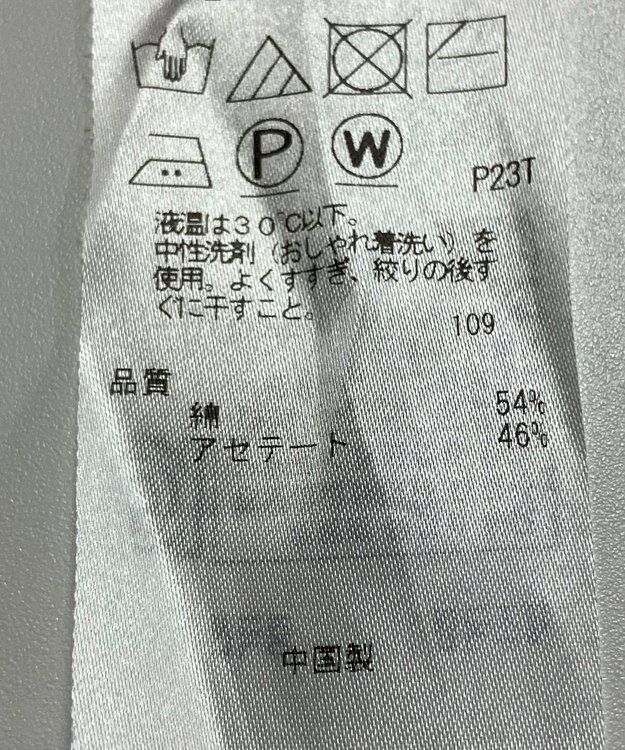 P W
P23T
液温は30℃以下。
中性洗剤（おしゃれ着洗い）を
使用。よくすすぎ、絞りの後す
ぐに干すこと。
109
品質
綿 54%
アセテート 46%
中国製